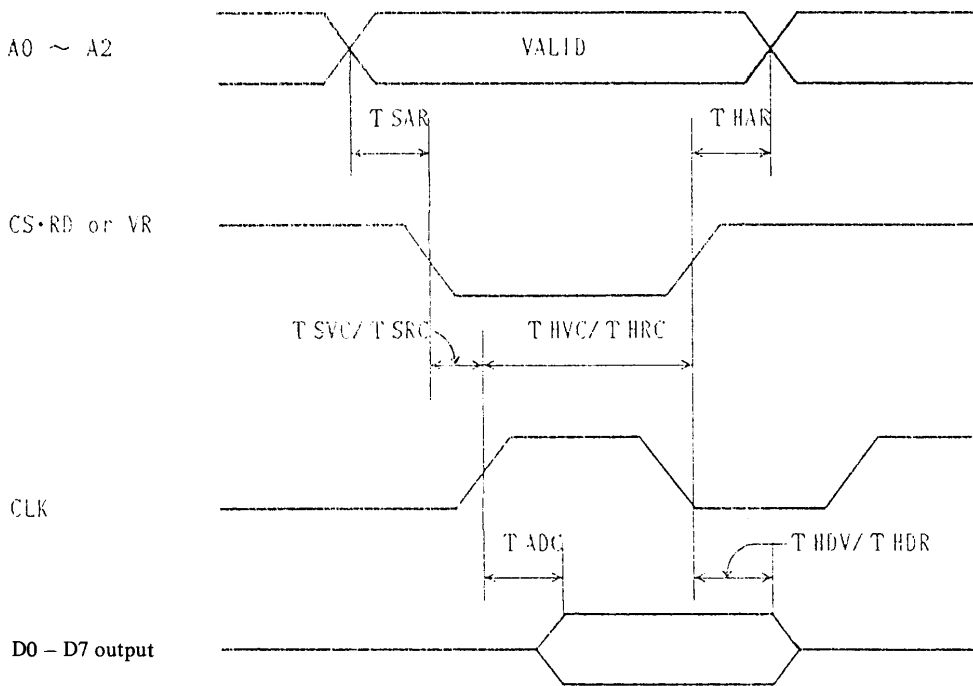 A0 ~ A2
VALID
T SAR
T HAR
CS•RD or VR
T SVC/T SRC
T HVC/T HRC
CLK
T ADC
T HDV/T HDR
D0 – D7 output